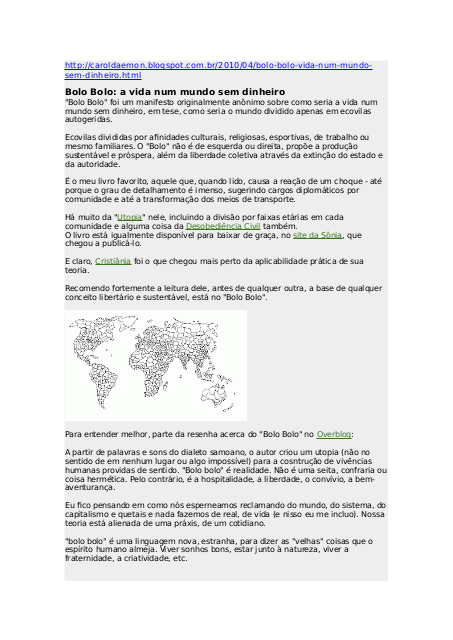 http://caroldaemon.blogspot.com.br/2010/04/bolo-bolo-vida-num-mundo-
sem-dinheiro.html
Bolo Bolo: a vida num mundo sem dinheiro
"Bolo Bolo" foi um manifesto originalmente anônimo sobre como seria a vida num
mundo sem dinheiro, em tese, como seria o mundo dividido apenas em ecovilas
autogeridas.
Ecovilas divididas por afinidades culturais, religiosas, esportivas, de trabalho ou
mesmo familiares. O "Bolo" não é de esquerda ou direita, propõe a produção
sustentável e próspera, além da liberdade coletiva através da extinção do estado e
da autoridade.
É o meu livro favorito, aquele que, quando lido, causa a reação de um choque - até
porque o grau de detalhamento é imenso, sugerindo cargos diplomáticos por
comunidade e até a transformação dos meios de transporte.
Há muito da "Utopia" nele, incluindo a divisão por faixas etárias em cada
comunidade e alguma coisa da Desobediência Civil também.
O livro está igualmente disponível para baixar de graça, no site da Sônia, que
chegou a publicá-lo.
E claro, Cristiânia foi o que chegou mais perto da aplicabilidade prática de sua
teoria.
Recomendo fortemente a leitura dele, antes de qualquer outra, a base de qualquer
conceito libertário e sustentável, está no "Bolo Bolo".
Para entender melhor, parte da resenha acerca do "Bolo Bolo" no Overblog:
A partir de palavras e sons do dialeto samoano, o autor criou um utopia (não no
sentido de em nenhum lugar ou algo impossível) para a cosntrução de vivências
humanas providas de sentido. "Bolo bolo" é realidade. Não é uma seita, confraria ou
coisa hermética. Pelo contrário, é a hospitalidade, a liberdade, o convívio, a bem-
aventurança.
Eu fico pensando em como nós esperneamos reclamando do mundo, do sistema, do
capitalismo e quetais e nada fazemos de real, de vida (e nisso eu me incluo). Nossa
teoria está alienada de uma práxis, de um cotidiano.
"bolo bolo" é uma linguagem nova, estranha, para dizer as "velhas" coisas que o
espírito humano almeja. Viver sonhos bons, estar junto à natureza, viver a
fraternidade, a criatividade, etc.